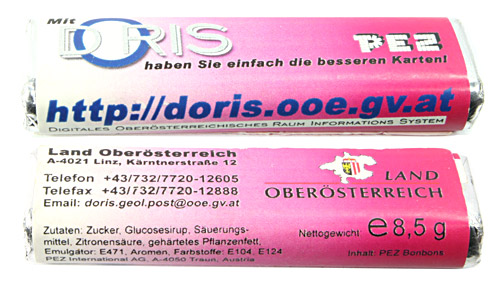 Mit
DORIS
PEZ
haben Sie einfach die besseren Karten!
http://doris.ooe.gv.at
Digitales Oberösterreichisches Raum Informations System
Land Oberösterreich
A-4021 Linz, Kärntnerstraße 12
Telefon +43/732/7720-12605
Telefax +43/732/7720-12888
Email: doris.geol.post@ooe.gv.at
LAND
OBERÖSTERREICH
Zutaten: Zucker, Glucosesirup, Säuerungs-
mittel, Zitronensäure, gehärtetes Pflanzenfett,
Emulgator: E471, Aromen, Farbstoff: E104, E124
PEZ International AG, A-4050 Traun, Austria
Nettogewicht: e 8,5 g
Inhalt: PEZ Bonbons